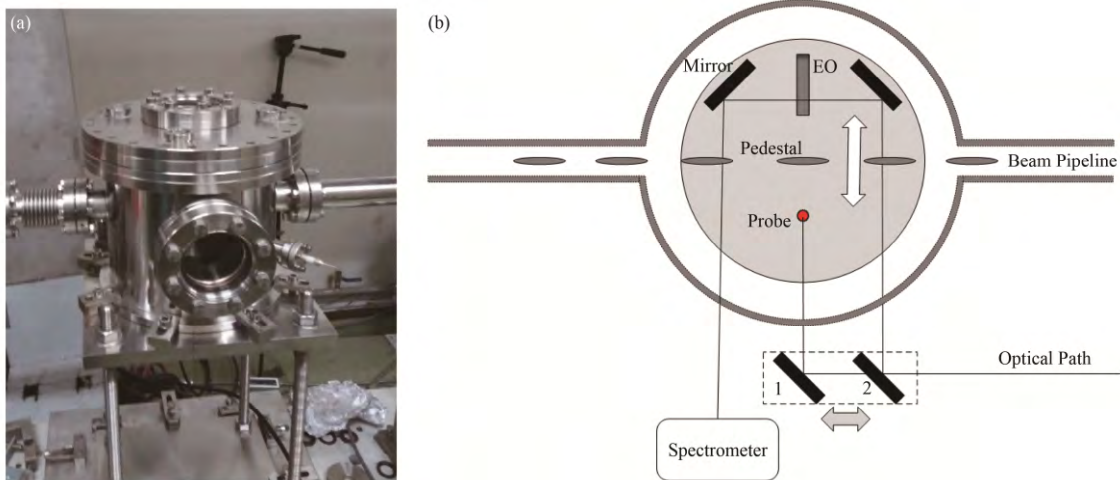 (a)
(b)
Mirror
EO
Pedestal
Beam Pipeline
Probe
Optical Path
1
2
Spectrometer